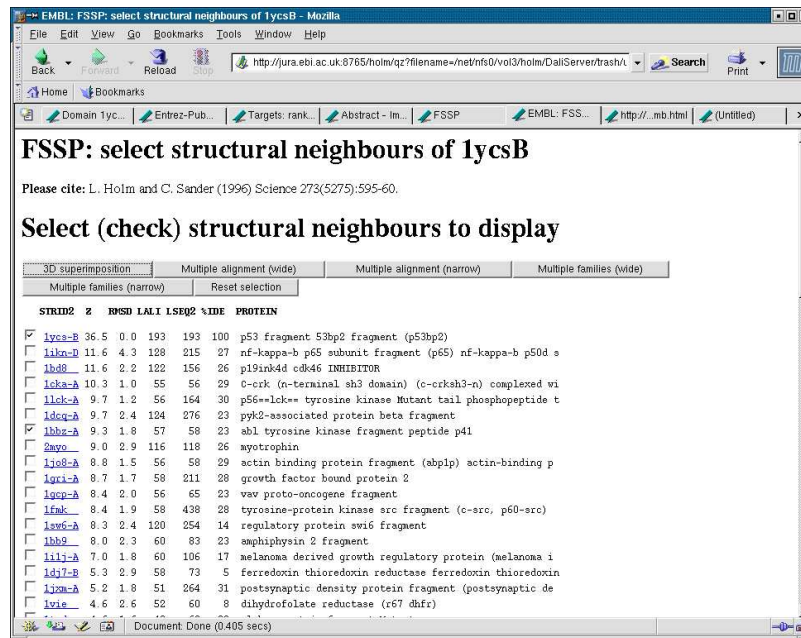 EMBL: FSSP: select structural neighbours of 1ycsB - Mozilla
File Edit View Go Bookmarks Tools Window Help
Back Forward Reload Stop http://jura.ebi.ac.uk:8765/holm/qz?filename=/net/nfs0/vol3/holm/DaliServer/trash/ Search Print
Home Bookmarks
Domain 1yc... Entrez-Pub... Targets: rank... Abstract - Im... FSSP EMBL: FSS... http://...mb.html (Untitled)
FSSP: select structural neighbours of 1ycsB
Please cite: L. Holm and C. Sander (1996) Science 273(5275):595-60.
Select (check) structural neighbours to display
3D superimposition Multiple alignment (wide) Multiple alignment (narrow) Multiple families (wide)
Multiple families (narrow) Reset selection
STRID2 Z RMSD LALI LSEQ2 %IDE PROTEIN
1ycs-B 36.5 0.0 193 193 100 p53 fragment 53bp2 fragment (p53bp2)
1ikn-D 11.6 4.3 128 215 27 nf-kappa-b p65 subunit fragment (p65) nf-kappa-b p50d s
1bd8 11.6 2.2 122 156 26 p19ink4d cdk46 INHIBITOR
1cka-A 10.3 1.0 55 56 29 C-crk (n-terminal sh3 domain) (c-crksh3-n) complexed wi
1lck-A 9.7 1.2 56 164 30 p56==lck== tyrosine kinase Mutant tail phosphopeptide t
1dcq-A 9.7 2.4 124 276 23 pyk2-associated protein beta fragment
1bbz-A 9.3 1.8 57 58 23 abl tyrosine kinase fragment peptide p41
2myo 9.0 2.9 116 118 26 myotrophin
1jo8-A 8.8 1.5 56 58 29 actin binding protein fragment (abp1p) actin-binding p
1gri-A 8.7 1.7 58 211 28 growth factor bound protein 2
1gcp-A 8.4 2.0 56 65 23 vav proto-oncogene fragment
1fmk 8.4 1.9 58 438 28 tyrosine-protein kinase src fragment (c-src, p60-src)
1sw6-A 8.3 2.4 120 254 14 regulatory protein swi6 fragment
1bb9 8.0 2.3 60 83 23 amphiphysin 2 fragment
1i1j-A 7.0 1.8 60 106 17 melanoma derived growth regulatory protein (melanoma i
1dj7-B 5.3 2.9 58 73 5 ferredoxin thioredoxin reductase ferredoxin thioredoxin
1jxm-A 5.2 1.8 51 264 31 postsynaptic density protein fragment (postsynaptic de
1vie 4.6 2.6 52 60 8 dihydrofolate reductase (r67 dhfr)
Document: Done (0.405 secs)